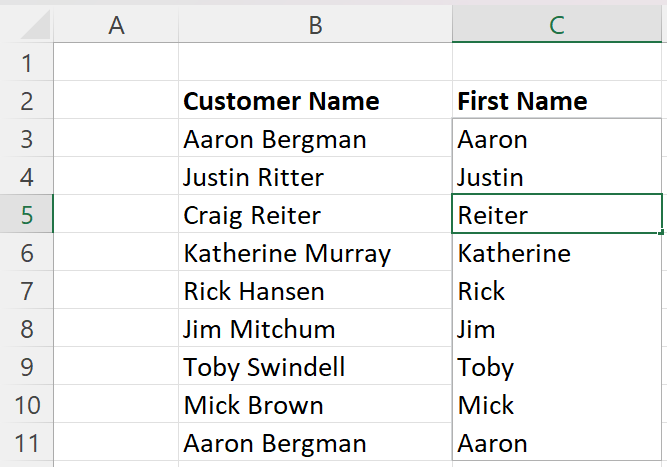 A B C
1
2 Customer Name First Name
3 Aaron Bergman Aaron
4 Justin Ritter Justin
5 Craig Reiter Reiter
6 Katherine Murray Katherine
7 Rick Hansen Rick
8 Jim Mitchum Jim
9 Toby Swindell Toby
10 Mick Brown Mick
11 Aaron Bergman Aaron